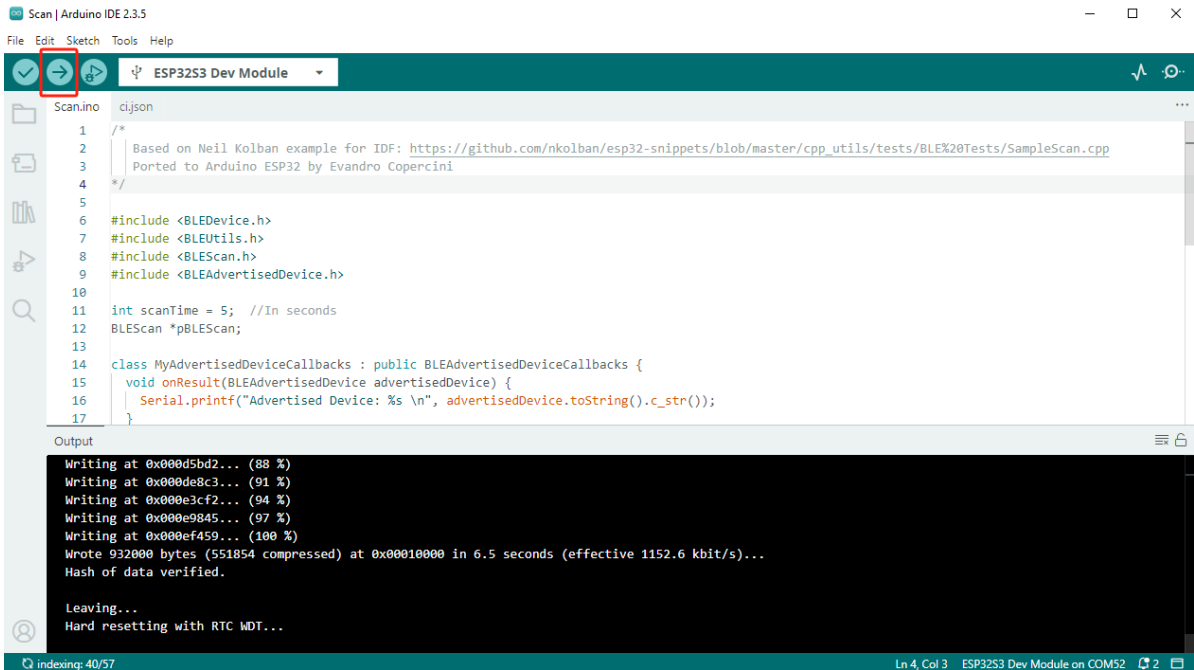 Scan | Arduino IDE 2.3.5
File Edit Sketch Tools Help
ESP32S3 Dev Module
Scan.ino ci.json
1 /*
2 Based on Neil Kolban example for IDF: https://github.com/nkolban/esp32-snippets/blob/master/cpp_utils/tests/BLE%20Tests/SampleScan.cpp
3 Ported to Arduino ESP32 by Evandro Copercini
4 */
5
6 #include <BLEDevice.h>
7 #include <BLEUtils.h>
8 #include <BLEScan.h>
9 #include <BLEAdvertisedDevice.h>
10
11 int scanTime = 5;  //In seconds
12 BLEScan *pBLEScan;
13
14 class MyAdvertisedDeviceCallbacks : public BLEAdvertisedDeviceCallbacks {
15 void onResult(BLEAdvertisedDevice advertisedDevice) {
16 Serial.printf("Advertised Device: %s \n", advertisedDevice.toString().c_str());
17 }
Output
Writing at 0x000d5bd2... (88 %)
Writing at 0x000de8c3... (91 %)
Writing at 0x000e3cf2... (94 %)
Writing at 0x000e9845... (97 %)
Writing at 0x000ef459... (100 %)
Wrote 932000 bytes (551854 compressed) at 0x00010000 in 6.5 seconds (effective 1152.6 kbit/s)...
Hash of data verified.
Leaving...
Hard resetting with RTC WDT...
indexing: 40/57 Ln 4, Col 3 ESP32S3 Dev Module on COM52 2